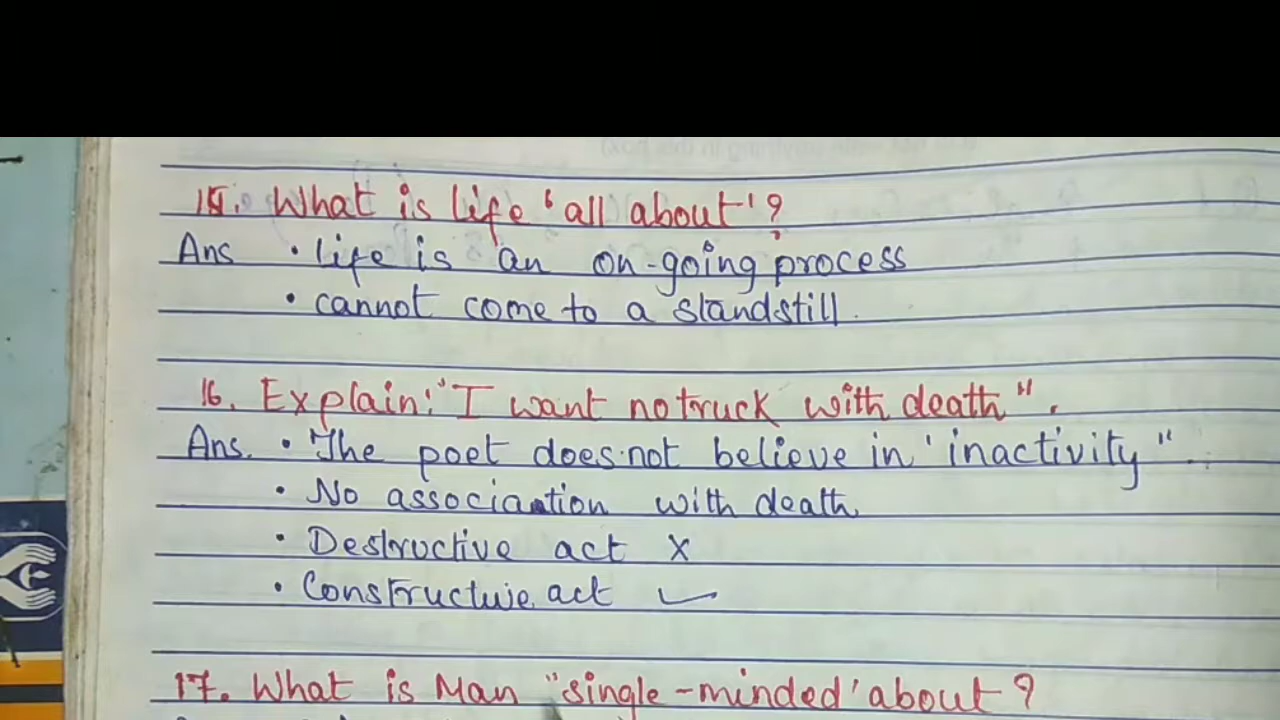 15. What is life 'all about'?
Ans • life is an on-going process
• cannot come to a standstill.
16. Explain: "I want no truck with death".
Ans. • The poet does not believe in 'inactivity"
• No association with death
• Destructive act x
• Constructive act ✓
17. What is Man "single-minded' about?